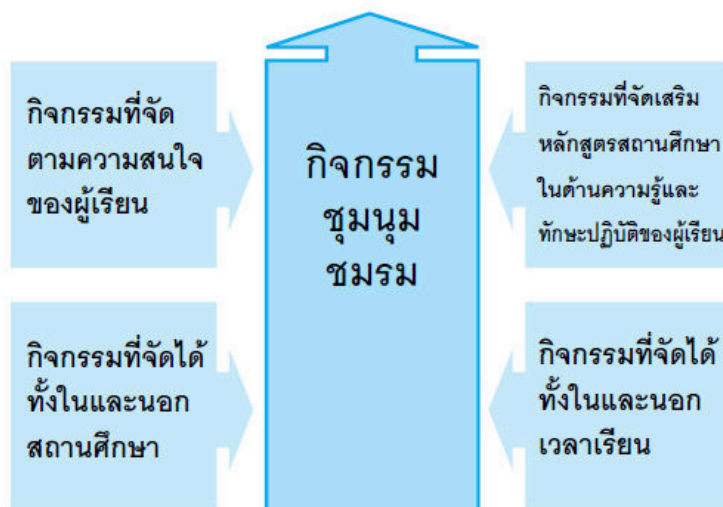 กิจกรรมที่จัด
ตามความสนใจ
ของผู้เรียน
กิจกรรม
ชุมนุม
ชมรม
กิจกรรมที่จัดเสริม
หลักสูตรสถานศึกษา
ในด้านความรู้และ
ทักษะปฏิบัติของผู้เรียน
กิจกรรมที่จัดได้
ทั้งในและนอก
สถานศึกษา
กิจกรรมที่จัดได้
ทั้งในและนอก
เวลาเรียน